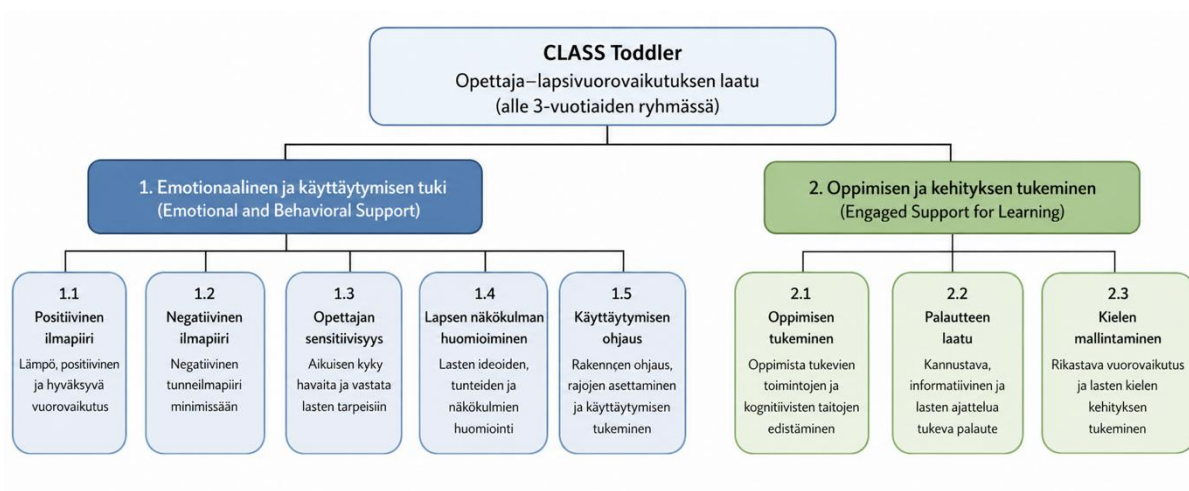 CLASS Toddler
Opettaja–lapsivuorovaikutuksen laatu
(alle 3-vuotiaiden ryhmässä)
1. Emotionaalinen ja käyttäytymisen tuki
(Emotional and Behavioral Support)
2. Oppimisen ja kehityksen tukeminen
(Engaged Support for Learning)
1.1
Positiivinen
ilmapiiri
Lämpö, positiivinen
ja hyväksyvä
vuorovaikutus
1.2
Negatiivinen
ilmapiiri
Negatiivinen
tunneilmapiiri
minimissään
1.3
Opettajan
sensitiivisyys
Aikuisen kyky
havaita ja vastata
lasten tarpeisiin
1.4
Lapsen näkökulman
huomioiminen
Lasten ideoiden,
tunteiden ja
näkökulmien
huomiointi
1.5
Käyttäytymisen
ohjaus
Rakenncen ohjaus,
rajojen asettaminen
ja käyttäytymisen
tukeminen
2.1
Oppimisen
tukeminen
Oppimista tukevien
toimintojen ja
kognitiivisten taitojen
edistäminen
2.2
Palautteen
laatu
Kannustava,
informatiivinen ja
lasten ajattelua
tukeva palaute
2.3
Kielen
mallintaminen
Rikastava vuorovaikutus
ja lasten kielen
kehityksen
tukeminen